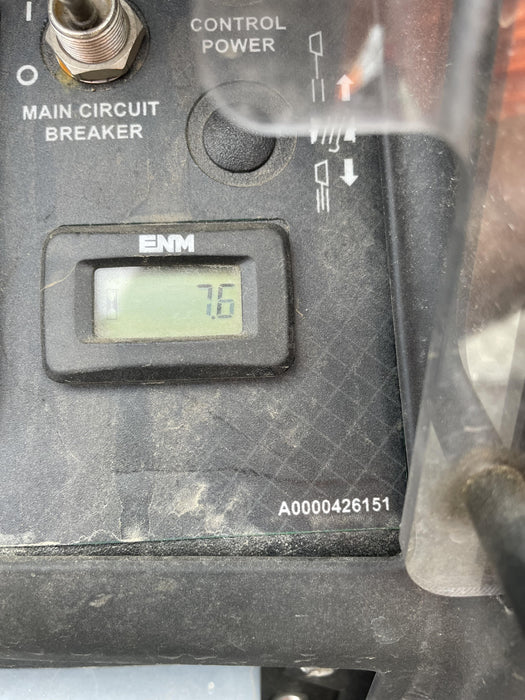 I
CONTROL
POWER
O
MAIN CIRCUIT
BREAKER
ENM
7.6
A0000426151